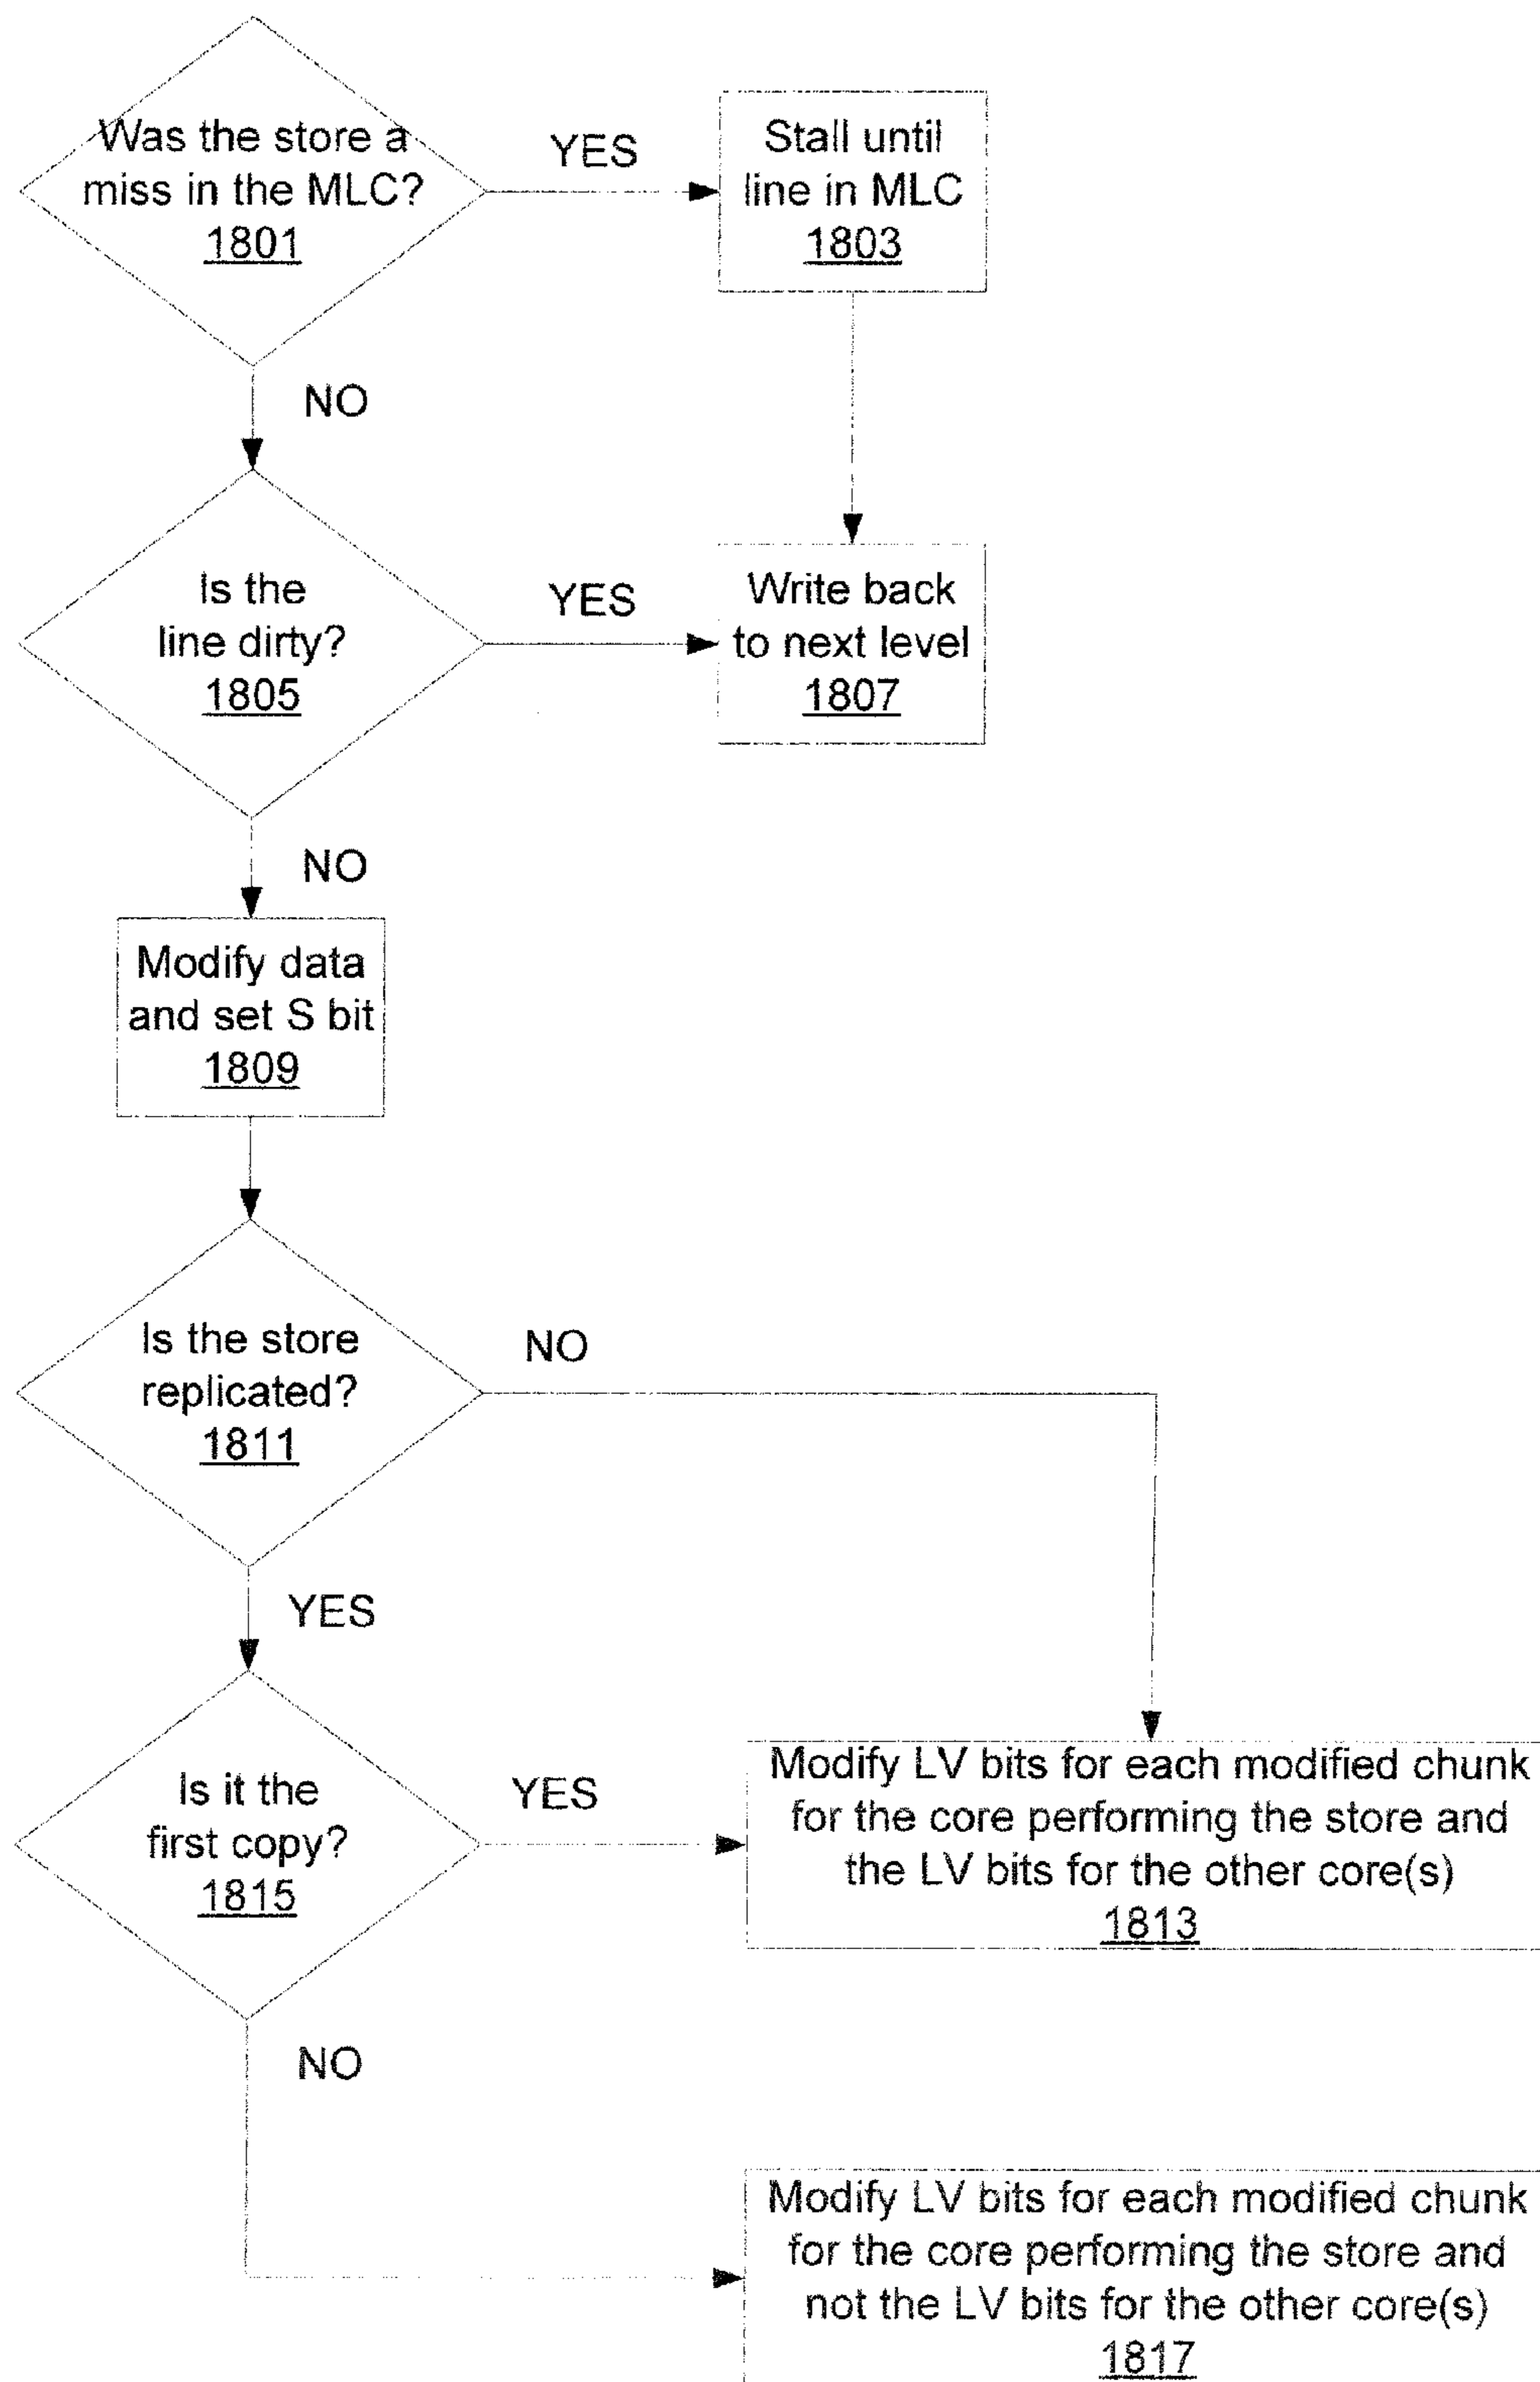 Was the store a
miss in the MLC?
1801
YES
Stall until
line in MLC
1803
NO
Is the
line dirty?
1805
YES
Write back
to next level
1807
NO
Modify data
and set S bit
1809
Is the store
replicated?
1811
NO
YES
Is it the
first copy?
1815
YES
Modify LV bits for each modified chunk
for the core performing the store and
the LV bits for the other core(s)
1813
NO
Modify LV bits for each modified chunk
for the core performing the store and
not the LV bits for the other core(s)
1817